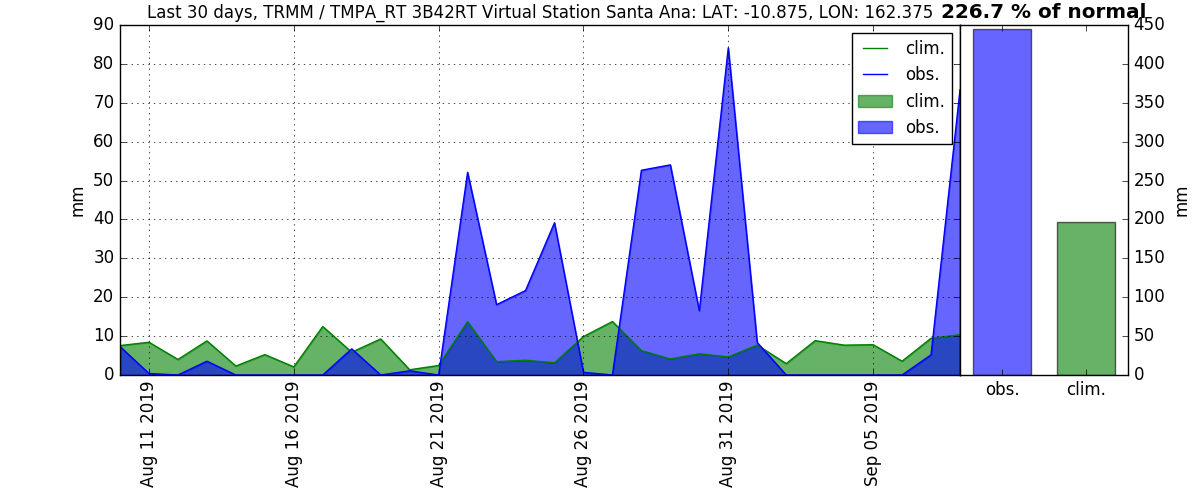 Last 30 days, TRMM / TMPA_RT 3B42RT Virtual Station Santa Ana: LAT: -10.875, LON: 162.375 226.7 % of normal
90
80
70
60
50
40
30
20
10
0
mm
clim.
obs.
clim.
obs.
Aug 11 2019
Aug 16 2019
Aug 21 2019
Aug 26 2019
Aug 31 2019
Sep 05 2019
450
400
350
300
250
200
150
100
50
0
mm
obs. clim.